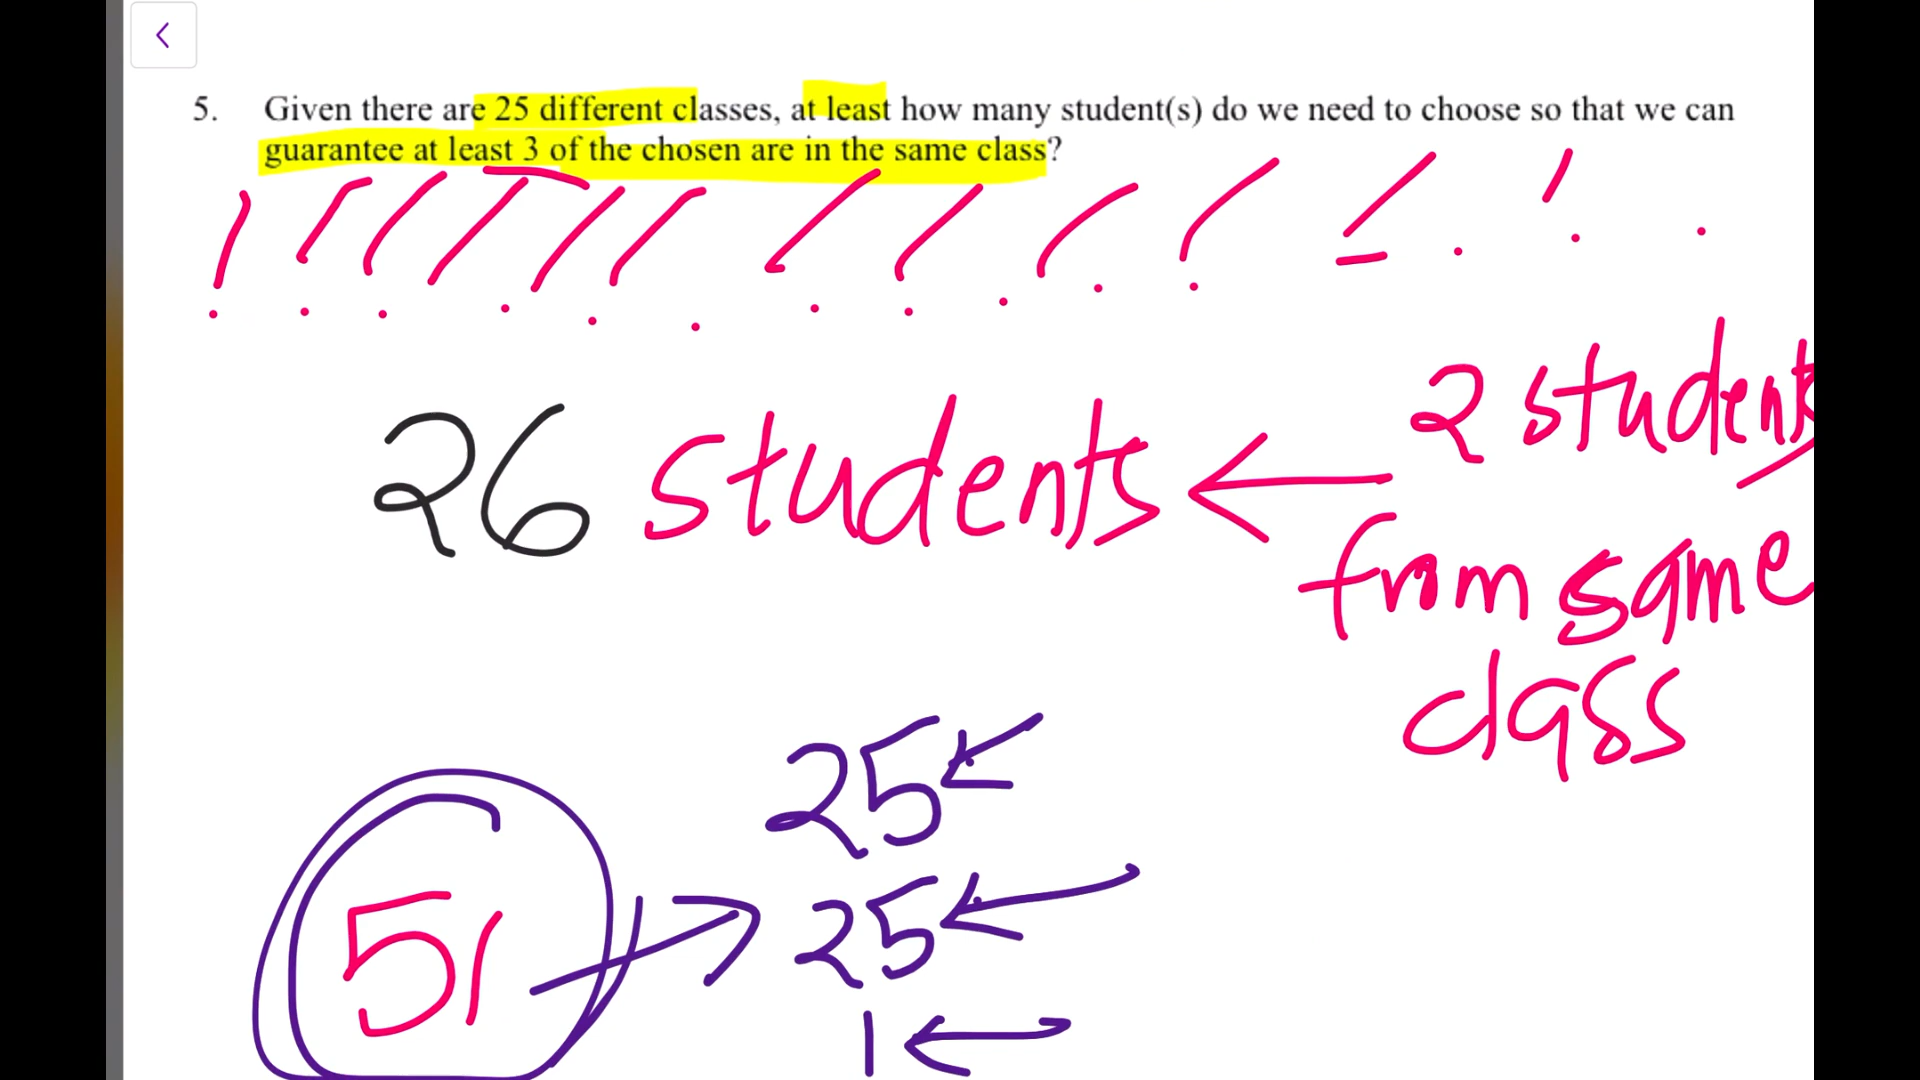 5. Given there are 25 different classes, at least how many student(s) do we need to choose so that we can
guarantee at least 3 of the chosen are in the same class?
26 students
2 students
from same
class
51
25
25
1